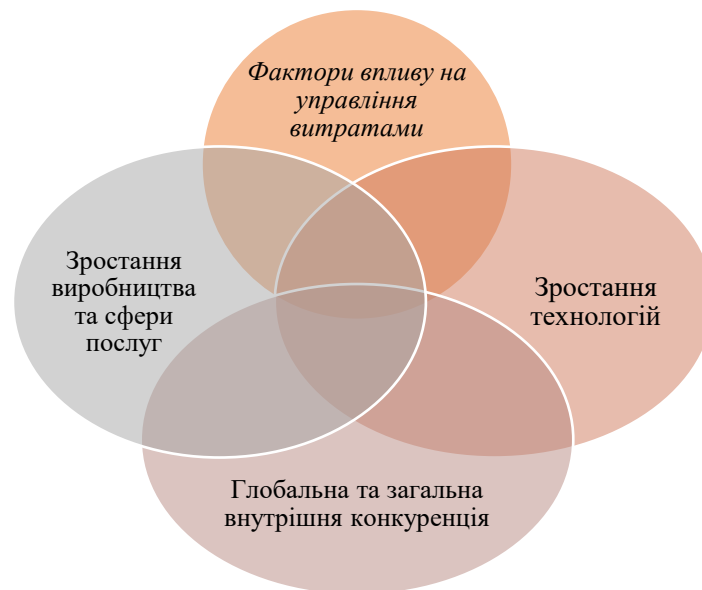 Фактори впливу на
управління
витратами
Зростання
виробництва
та сфери
послуг
Зростання
технологій
Глобальна та загальна
внутрішня конкуренція